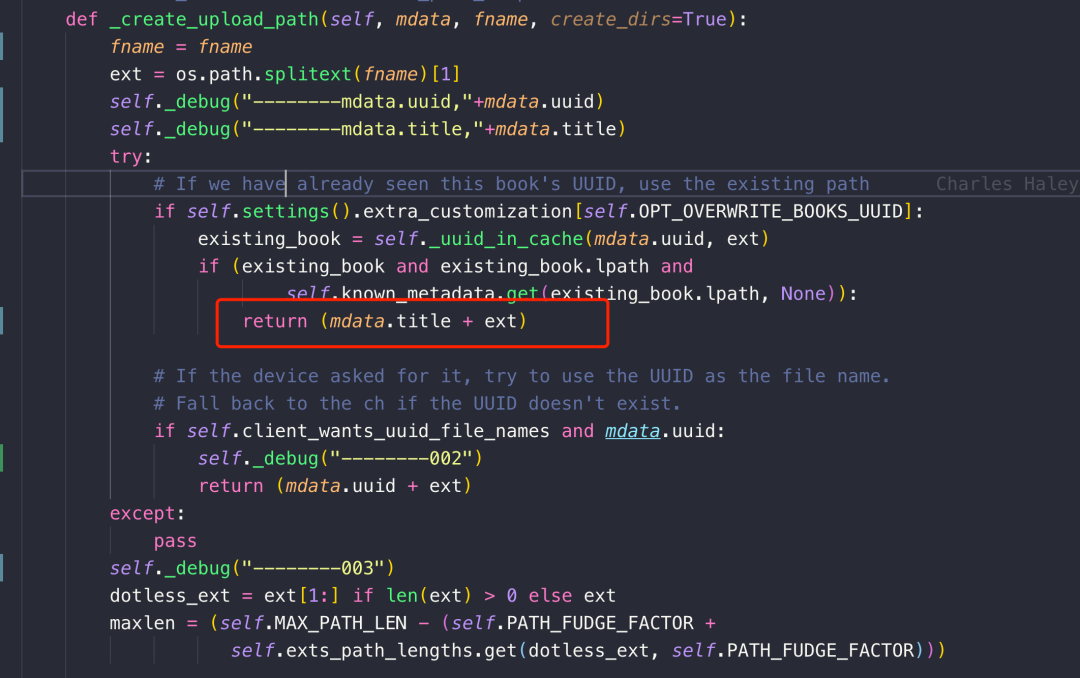 def _create_upload_path(self, mdata, fname, create_dirs=True):
fname = fname
ext = os.path.splitext(fname)[1]
self._debug("--------mdata.uuid,"+mdata.uuid)
self._debug("--------mdata.title,"+mdata.title)
try:
# If we have already seen this book's UUID, use the existing path Charles Haley
if self.settings().extra_customization[self.OPT_OVERWRITE_BOOKS_UUID]:
existing_book = self._uuid_in_cache(mdata.uuid, ext)
if (existing_book and existing_book.lpath and
self.known_metadata.get(existing_book.lpath, None)):
return (mdata.title + ext)
# If the device asked for it, try to use the UUID as the file name.
# Fall back to the ch if the UUID doesn't exist.
if self.client_wants_uuid_file_names and mdata.uuid:
self._debug("--------002")
return (mdata.uuid + ext)
except:
pass
self._debug("--------003")
dotless_ext = ext[1:] if len(ext) > 0 else ext
maxlen = (self.MAX_PATH_LEN - (self.PATH_FUDGE_FACTOR +
self.exts_path_lengths.get(dotless_ext, self.PATH_FUDGE_FACTOR)))